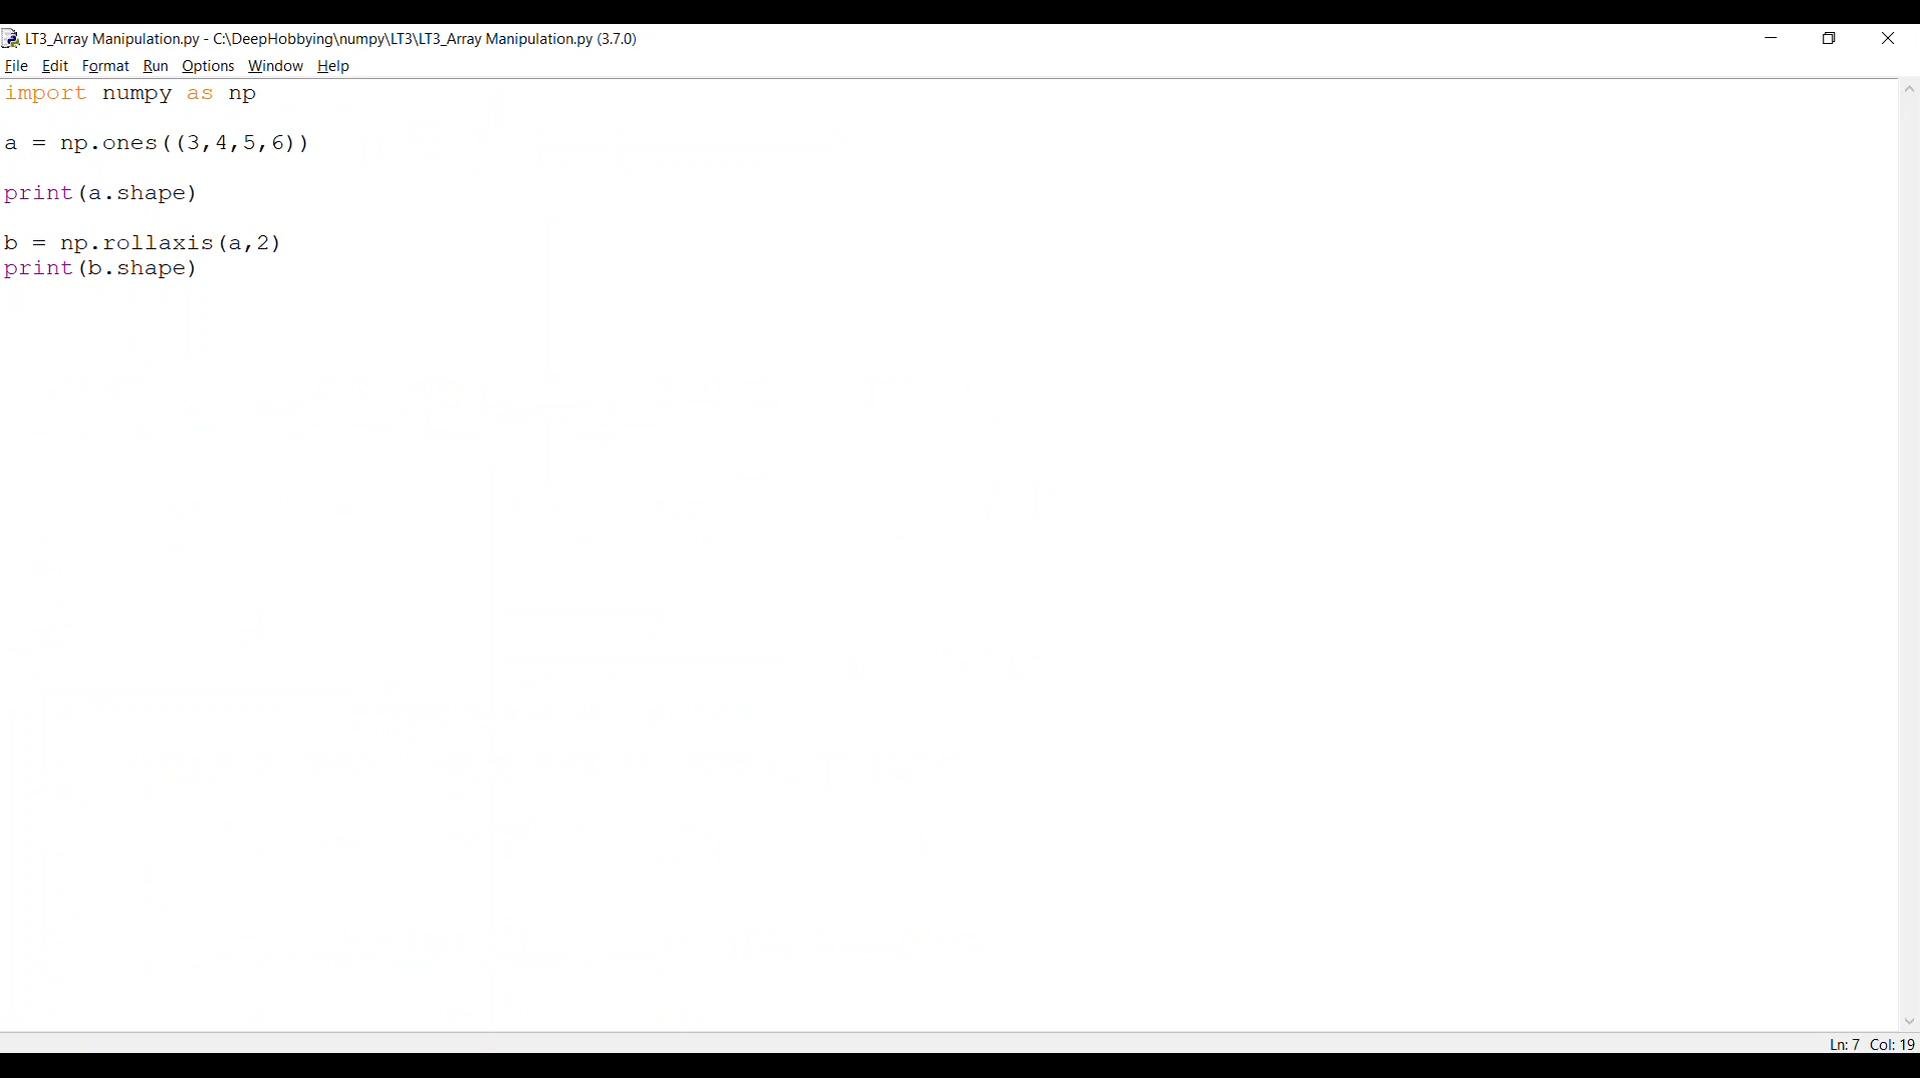 LT3_Array Manipulation.py - C:\DeepHobbying\numpy\LT3\LT3_Array Manipulation.py (3.7.0)
File Edit Format Run Options Window Help
import numpy as np
a = np.ones((3,4,5,6))
print(a.shape)
b = np.rollaxis(a,2)
print(b.shape)
Ln: 7 Col: 19